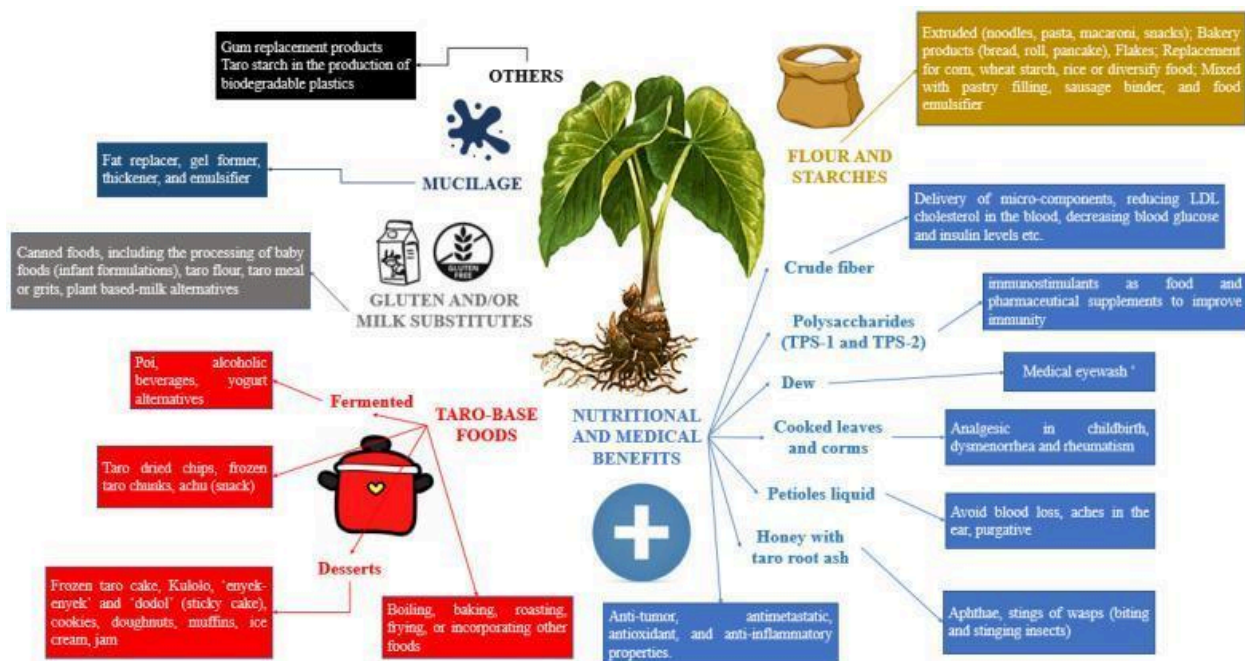 Gum replacement products
Taro starch in the production of
biodegradable plastics
OTHERS
Fat replacer, gel former,
thickener, and emulsifier
MUCILAGE
Canned foods, including the processing of baby
foods (infant formulations), taro flour, taro meal
or grits, plant based-milk alternatives
GLUTEN
FREE
GLUTEN AND/OR
MILK SUBSTITUTES
Poi, alcoholic
beverages, yogurt
alternatives
Fermented
TARO-BASE
FOODS
Taro dried chips, frozen
taro chunks, achu (snack)
Desserts
Frozen taro cake, Kuloło, ‘enyek-
enyek’ and ‘dodol’ (sticky cake),
cookies, doughnuts, muffins, ice
cream, jam
Boiling, baking, roasting,
frying, or incorporating other
foods
Extruded (noodles, pasta, macaroni, snacks); Bakery
products (bread, roll, pancake), Flakes; Replacement
for corn, wheat starch, rice or diversify food; Mixed
with pastry filling, sausage binder, and food
emulsifier
FLOUR AND
STARCHES
Delivery of micro-components, reducing LDL
cholesterol in the blood, decreasing blood glucose
and insulin levels etc.
Crude fiber
immunostimulants as food and
pharmaceutical supplements to improve
immunity
Polysaccharides
(TPS-1 and TPS-2)
Dew
Medical eyewash ‘
NUTRITIONAL
AND MEDICAL
BENEFITS
Cooked leaves
and corms
Analgesic in childbirth,
dysmenorrhea and rheumatism
Petioles liquid
Avoid blood loss, aches in the
ear, purgative
Honey with
taro root ash
Aphthae, stings of wasps (biting
and stinging insects)
Anti-tumor, antimetastatic,
antioxidant, and anti-inflammatory
properties.